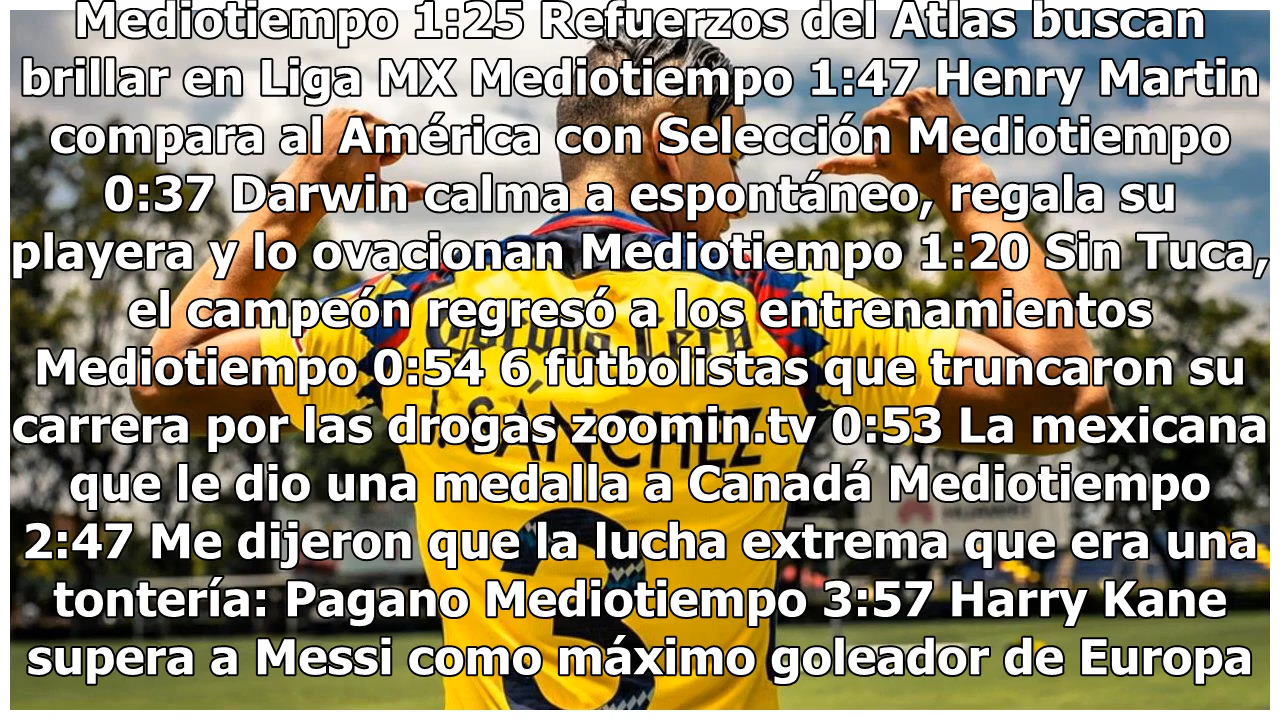 Mediotiempo 1:25 Refuerzos del Atlas buscan
brillar en Liga MX Mediotiempo 1:47 Henry Martin
compara al América con Selección Mediotiempo
0:37 Darwin calma a espontáneo, regala su
playera y lo ovacionan Mediotiempo 1:20 Sin Tuca,
el campeón regresó a los entrenamientos
Mediotiempo 0:54 6 futbolistas que truncaron su
carrera por las drogas zoomin.tv 0:53 La mexicana
que le dio una medalla a Canadá Mediotiempo
2:47 Me dijeron que la lucha extrema que era una
tontería: Pagano Mediotiempo 3:57 Harry Kane
supera a Messi como máximo goleador de Europa
Corona Cero
I.SÁNCHEZ
3